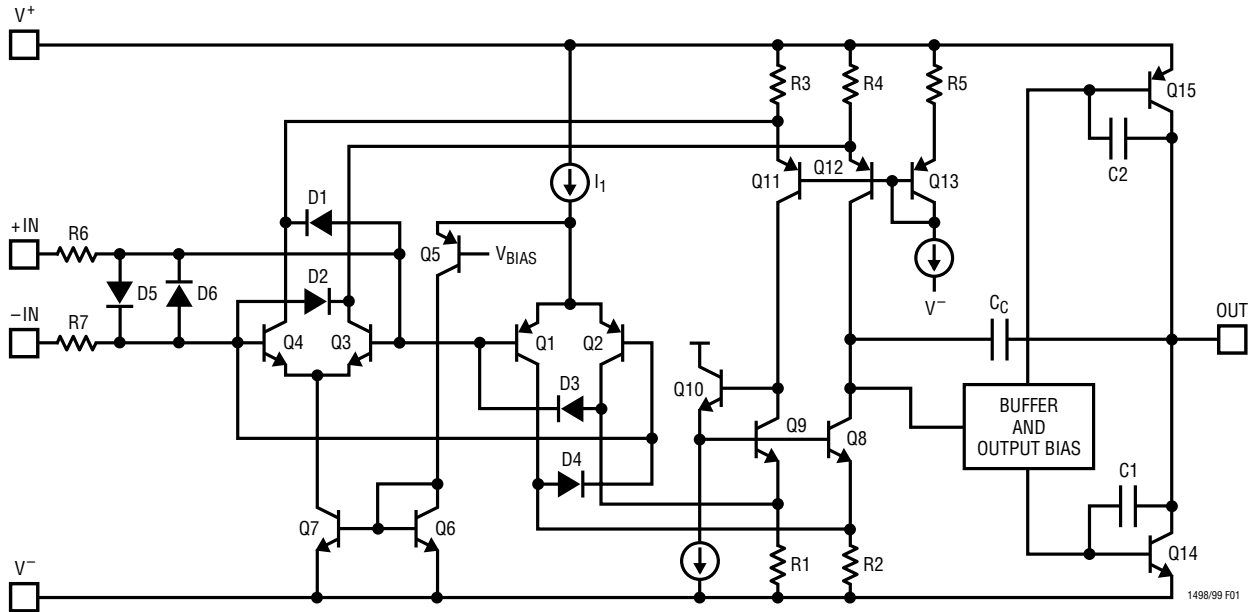 V+
R3
R4
R5
Q15
C2
Q11
Q12
Q13
I1
D1
+IN
R6
Q5
VBIAS
D2
D5
D6
V−
−IN
R7
CC
OUT
Q4
Q3
Q1
Q2
Q10
D3
BUFFER
AND
OUTPUT BIAS
Q9
Q8
D4
C1
Q7
Q6
Q14
V−
R1
R2
1498/99 F01